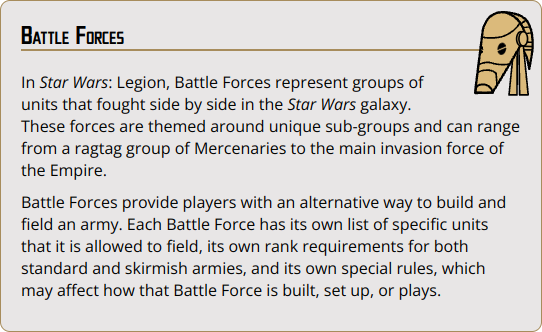 BATTLE FORCES
In Star Wars: Legion, Battle Forces represent groups of
units that fought side by side in the Star Wars galaxy.
These forces are themed around unique sub-groups and can range
from a ragtag group of Mercenaries to the main invasion force of
the Empire.
Battle Forces provide players with an alternative way to build and
field an army. Each Battle Force has its own list of specific units
that it is allowed to field, its own rank requirements for both
standard and skirmish armies, and its own special rules, which
may affect how that Battle Force is built, set up, or plays.